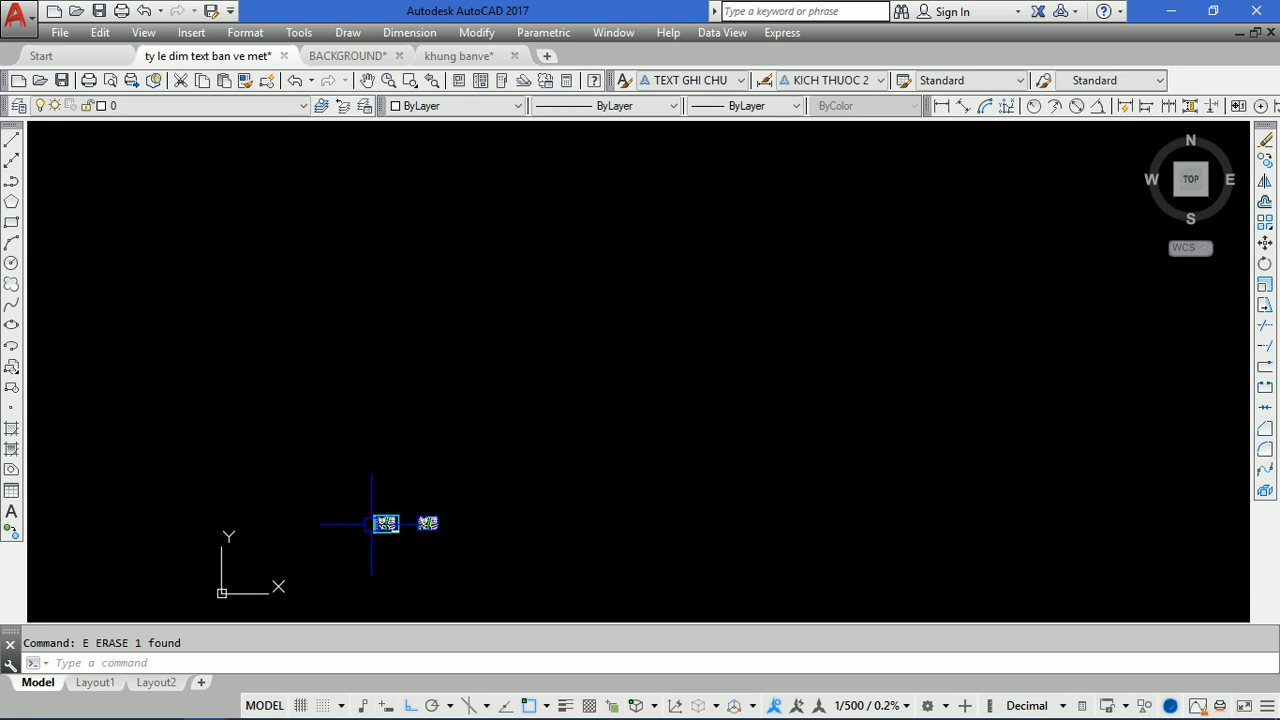 Autodesk AutoCAD 2017
Type a keyword or phrase
Sign In
File Edit View Insert Format Tools Draw Dimension Modify Parametric Window Help Data View Express
Start
ty le dim text ban ve met*
BACKGROUND*
khung banve*
TEXT GHI CHU
KICH THUOC 2
Standard
Standard
0
ByLayer
ByLayer
ByLayer
ByColor
N
W TOP E
S
WCS
Y
X
Command: E ERASE 1 found
Type a command
Model Layout1 Layout2
MODEL
1/500 / 0.2%
Decimal